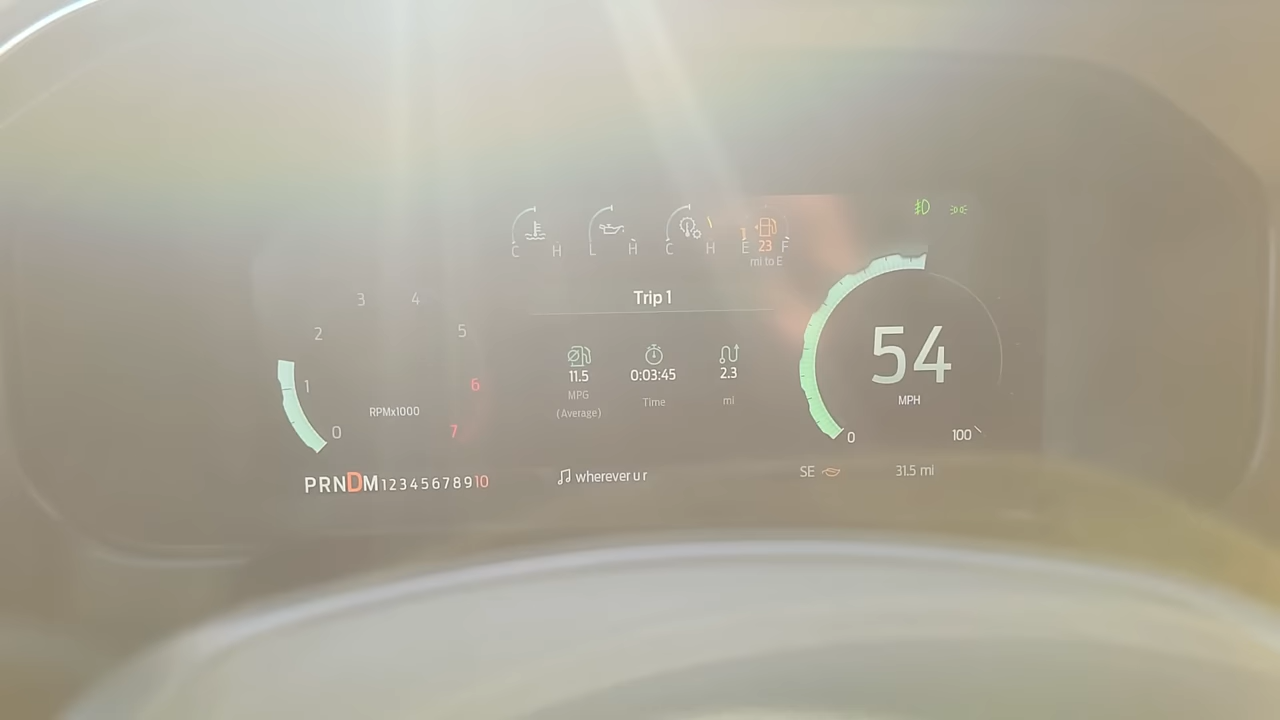 C H
L H
C H
E 23 F
mi to E
Trip 1
3 4
2 5
1 6
0 7
RPMx1000
11.5
MPG
(Average)
0:03:45
Time
2.3
mi
54
MPH
0 100
PRNDM12345678910
wherever u r
SE 31.5 mi